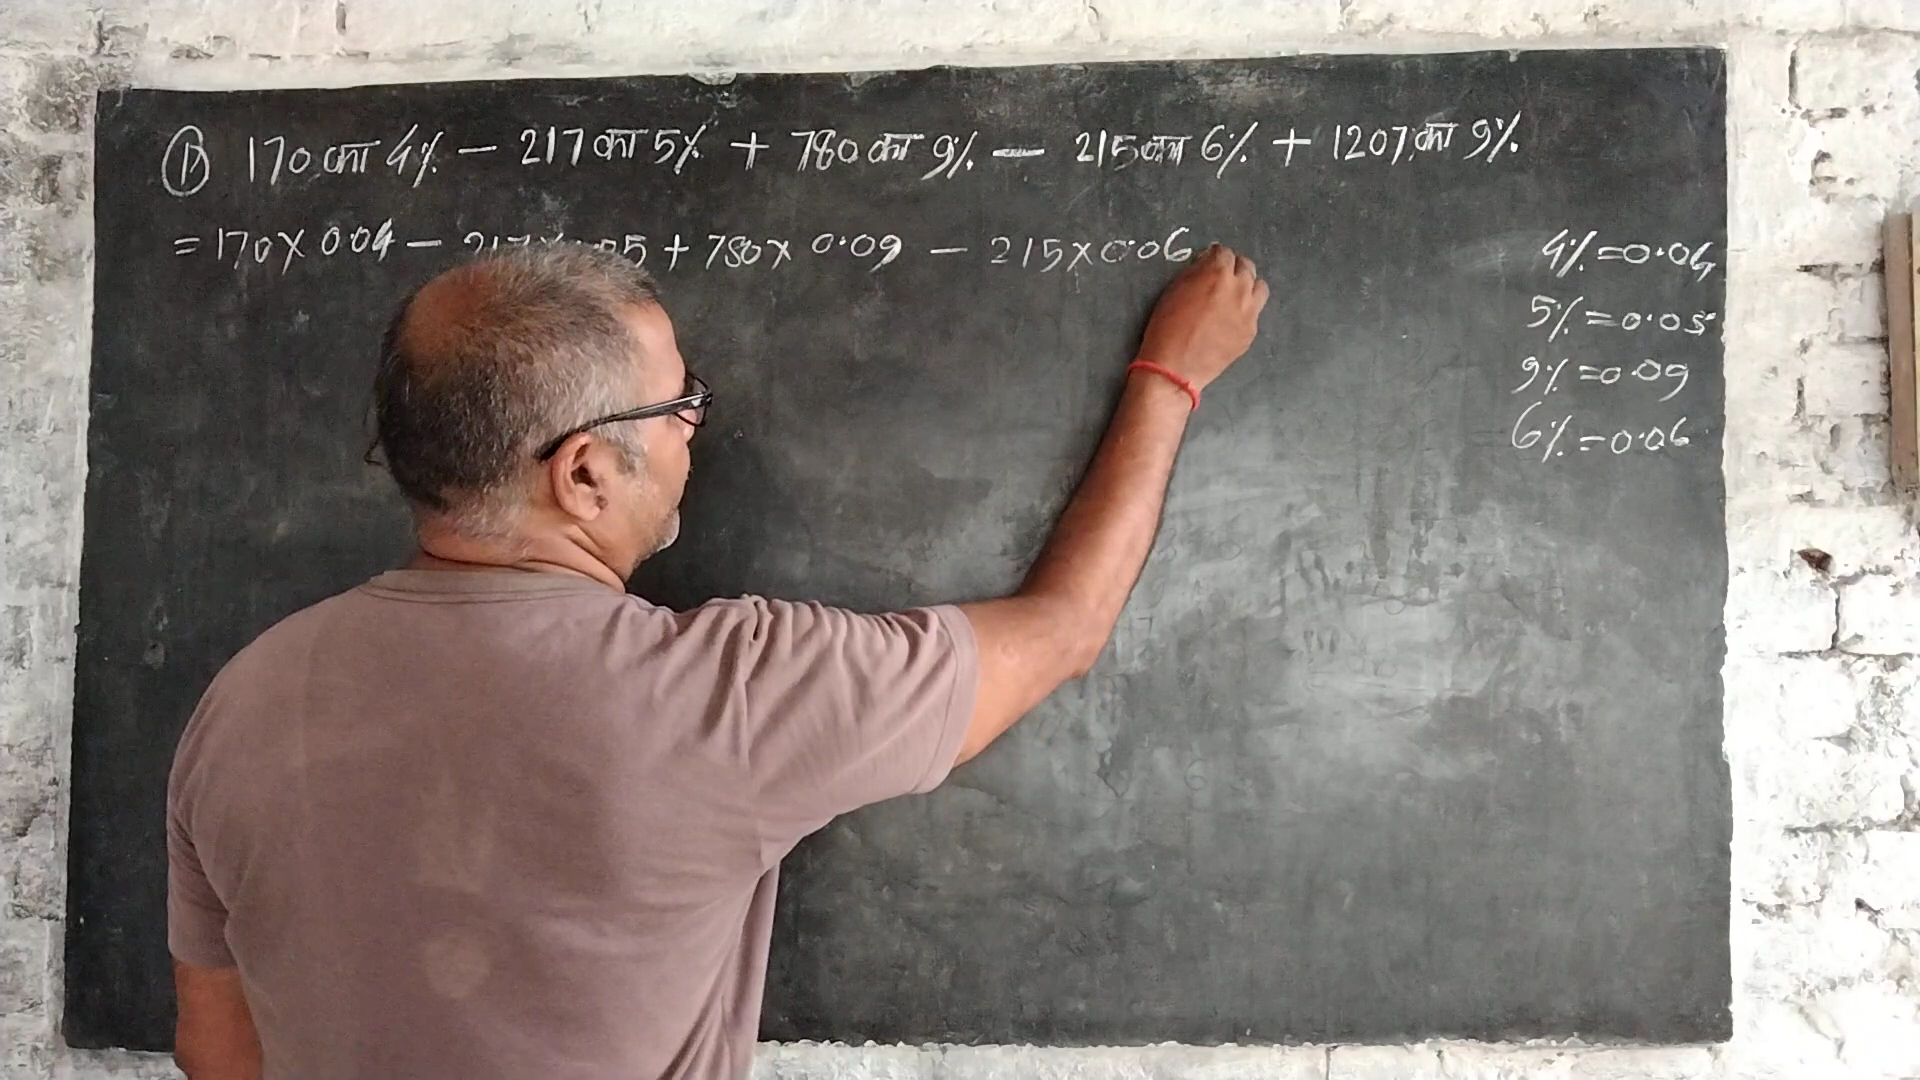 ① 170 का 4% − 217 का 5% + 780 का 9% − 215 का 6% + 1207 का 9%
= 170 × 0.04 − 217 × 05 + 780 × 0.09 − 215 × 0.06
4% = 0.04
5% = 0.05
9% = 0.09
6% = 0.06